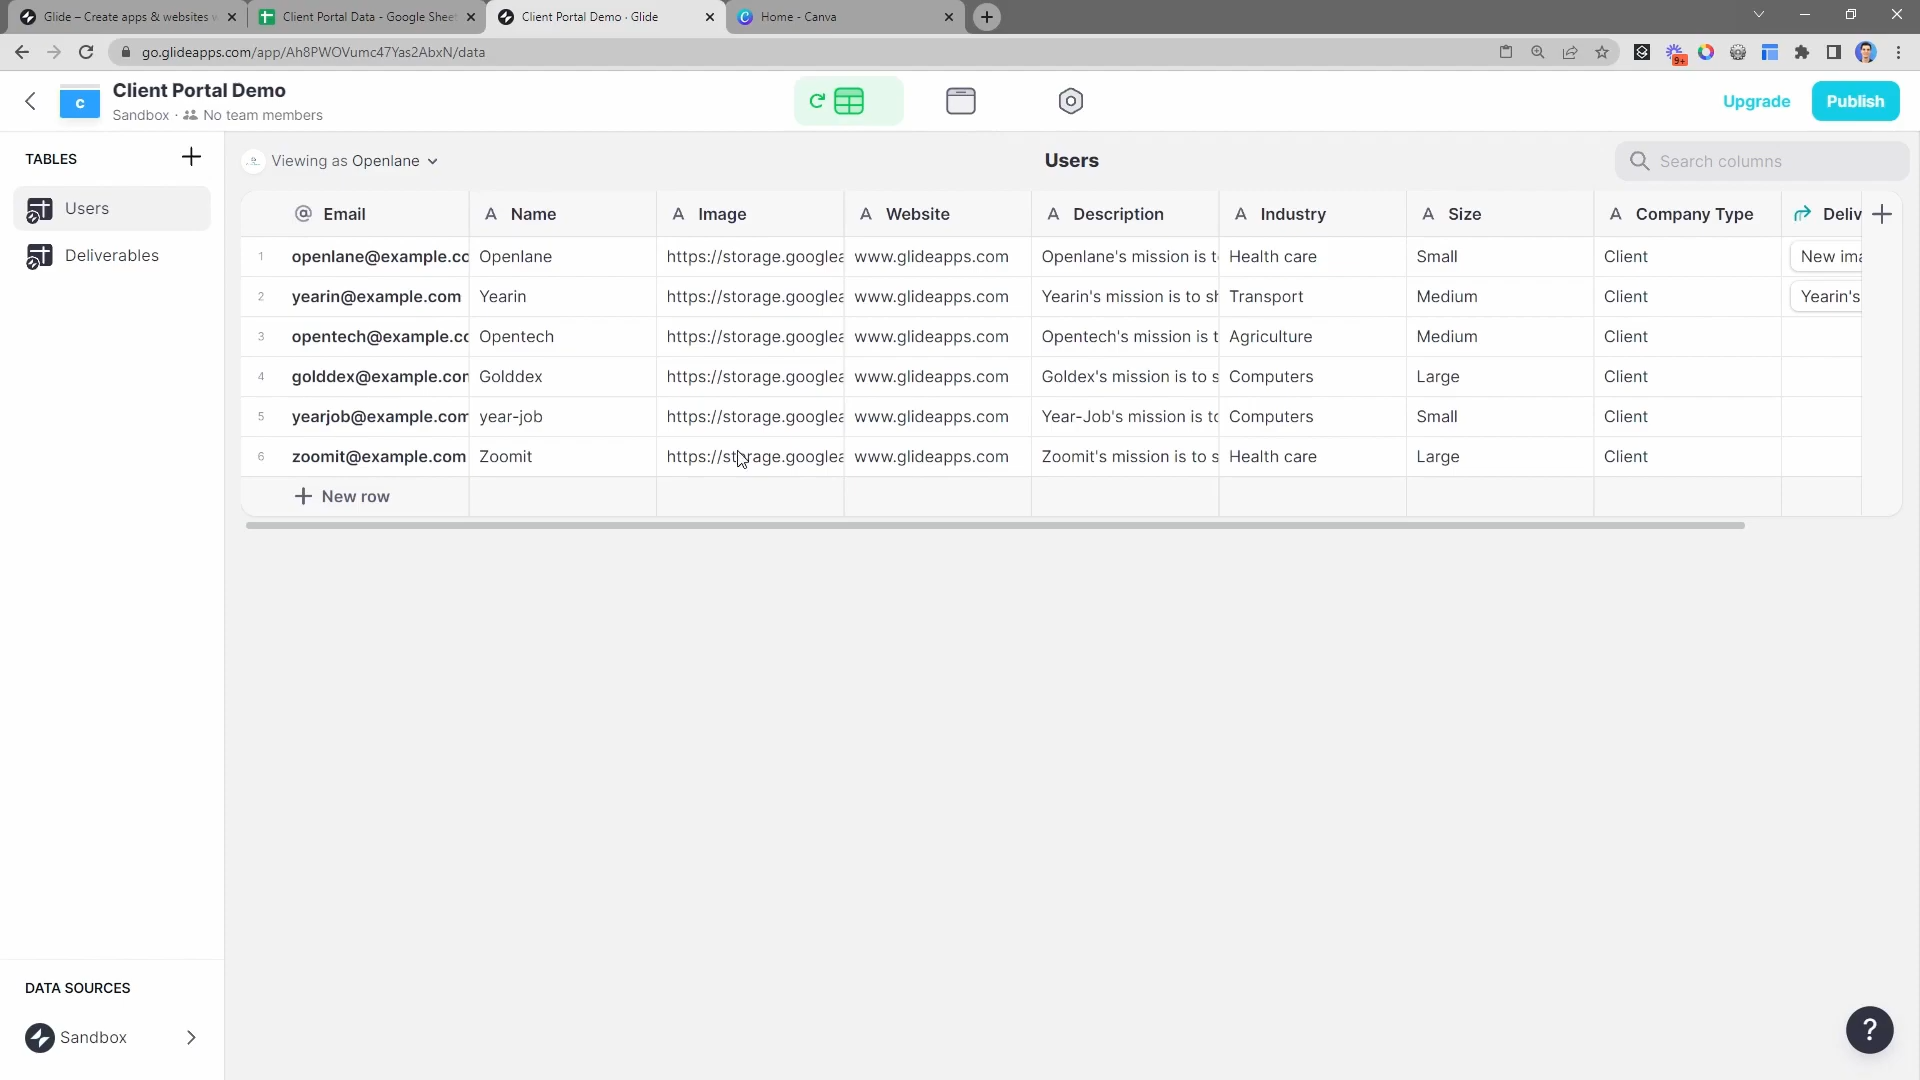 Glide – Create apps & websites w
Client Portal Data - Google Sheet
Client Portal Demo · Glide
Home - Canva
go.glideapps.com/app/Ah8PWOVumc47Yas2AbxN/data
9+
C
Client Portal Demo
Sandbox · No team members
Upgrade
Publish
TABLES
Users
Deliverables
Viewing as Openlane
Users
Search columns
Email Name Image Website Description Industry Size Company Type Deliv
1 openlane@example.co Openlane https://storage.googlea www.glideapps.com Openlane's mission is t Health care Small Client New ima
2 yearin@example.com Yearin https://storage.googlea www.glideapps.com Yearin's mission is to sh Transport Medium Client Yearin's
3 opentech@example.co Opentech https://storage.googlea www.glideapps.com Opentech's mission is t Agriculture Medium Client
4 golddex@example.com Golddex https://storage.googlea www.glideapps.com Goldex's mission is to s Computers Large Client
5 yearjob@example.com year-job https://storage.googlea www.glideapps.com Year-Job's mission is to Computers Small Client
6 zoomit@example.com Zoomit https://storage.googlea www.glideapps.com Zoomit's mission is to s Health care Large Client
New row
DATA SOURCES
Sandbox
?